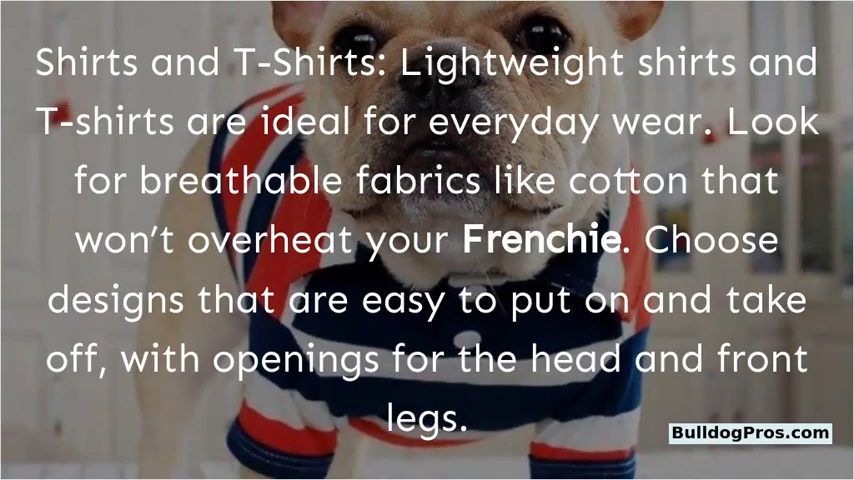 Shirts and T-Shirts: Lightweight shirts and
T-shirts are ideal for everyday wear. Look
for breathable fabrics like cotton that
won’t overheat your Frenchie. Choose
designs that are easy to put on and take
off, with openings for the head and front
legs.
BulldogPros.com